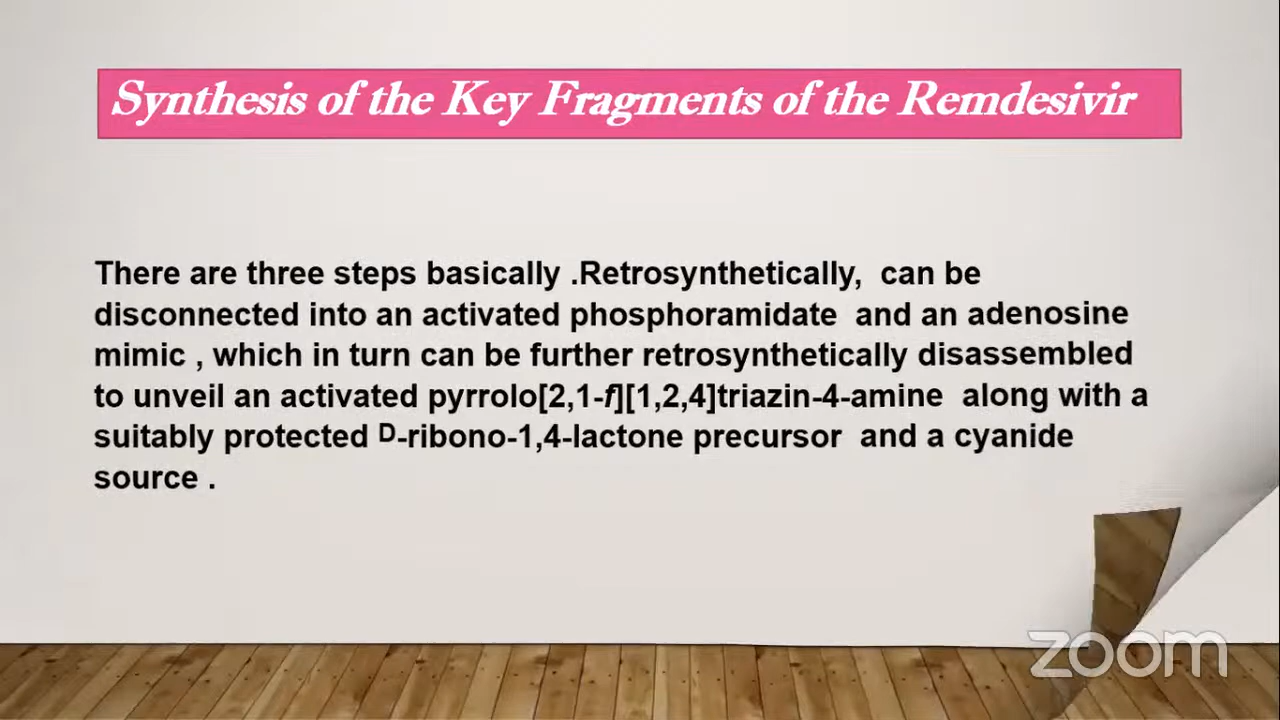 Synthesis of the Key Fragments of the Remdesivir
There are three steps basically .Retrosynthetically,  can be
disconnected into an activated phosphoramidate  and an adenosine
mimic , which in turn can be further retrosynthetically disassembled
to unveil an activated pyrrolo[2,1-f][1,2,4]triazin-4-amine  along with a
suitably protected D-ribono-1,4-lactone precursor  and a cyanide
source .
zoom